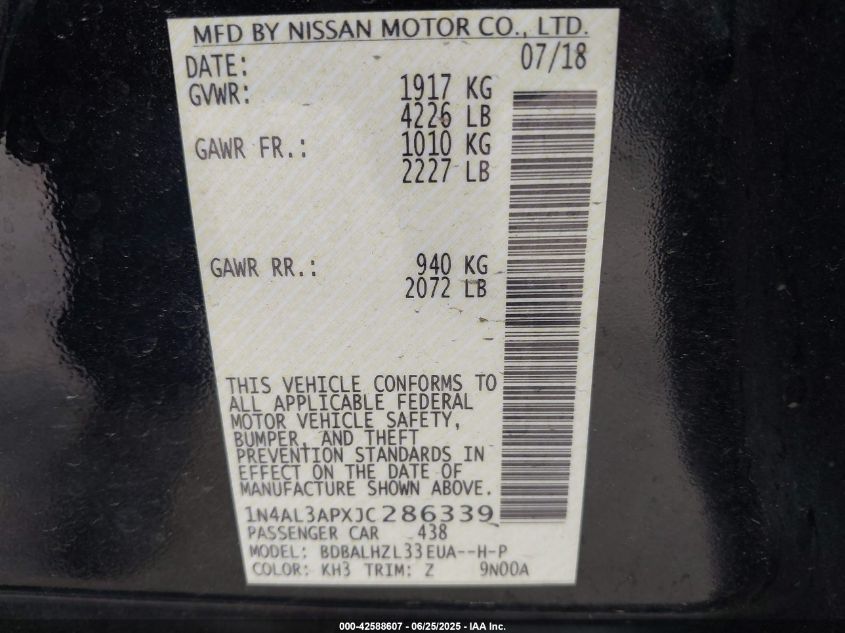 MFD BY NISSAN MOTOR CO., LTD.
DATE: 07/18
GVWR: 1917 KG
4226 LB
GAWR FR.: 1010 KG
2227 LB
GAWR RR.: 940 KG
2072 LB
THIS VEHICLE CONFORMS TO
ALL APPLICABLE FEDERAL
MOTOR VEHICLE SAFETY,
BUMPER, AND THEFT
PREVENTION STANDARDS IN
EFFECT ON THE DATE OF
MANUFACTURE SHOWN ABOVE.
1N4AL3APXJC286339
PASSENGER CAR 438
MODEL: BDBALHZL33EUA--H-P
COLOR: KH3 TRIM: Z 9N00A
000-42588607 - 06/25/2025 - IAA Inc.